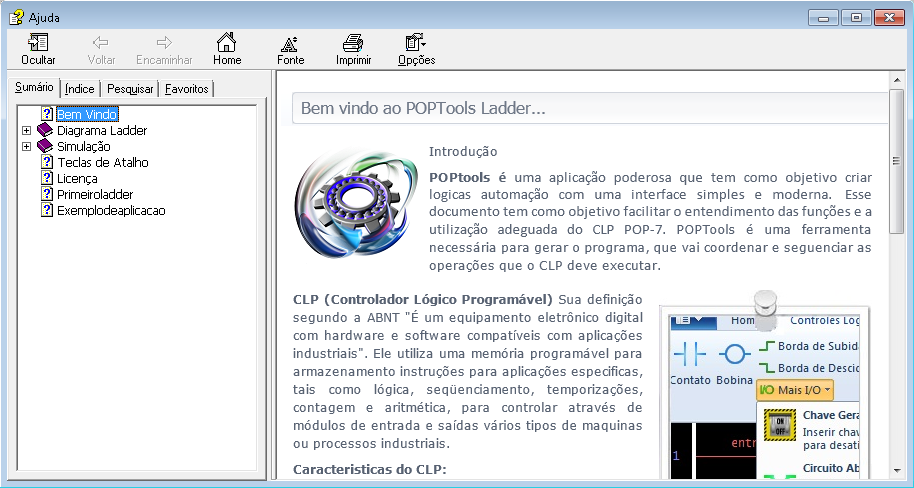 Ajuda
Ocultar Voltar Encaminhar Home Fonte Imprimir Opções
Sumário Índice Pesquisar Favoritos
Bem Vindo
Diagrama Ladder
Simulação
Teclas de Atalho
Licença
Primeiroladder
Exemplodeaplicacao
Bem vindo ao POPTools Ladder...
Introdução
POPtools é uma aplicação poderosa que tem como objetivo criar
logicas automação com uma interface simples e moderna. Esse
documento tem como objetivo facilitar o entendimento das funções e a
utilização adeguada do CLP POP-7. POPTools é uma ferramenta
necessária para gerar o programa, que vai coordenar e seguenciar as
operações que o CLP deve executar.
CLP (Controlador Lógico Programável) Sua definição
segundo a ABNT "É um equipamento eletrônico digital
com hardware e software compatíveis com aplicações
industriais". Ele utiliza uma memória programável para
armazenamento instruções para aplicações especificas,
tais como lógica, seqüenciamento, temporizações,
contagem e aritmética, para controlar através de
módulos de entrada e saídas vários tipos de maquinas
ou processos industriais.
Caracteristicas do CLP:
Hom Controles Log
Contato Bobina
Borda de Subida
Borda de Descid
I/O Mais I/O
ON
OFF
Chave Gera
Inserir chav
para desati
Circuito Ab
entr
1